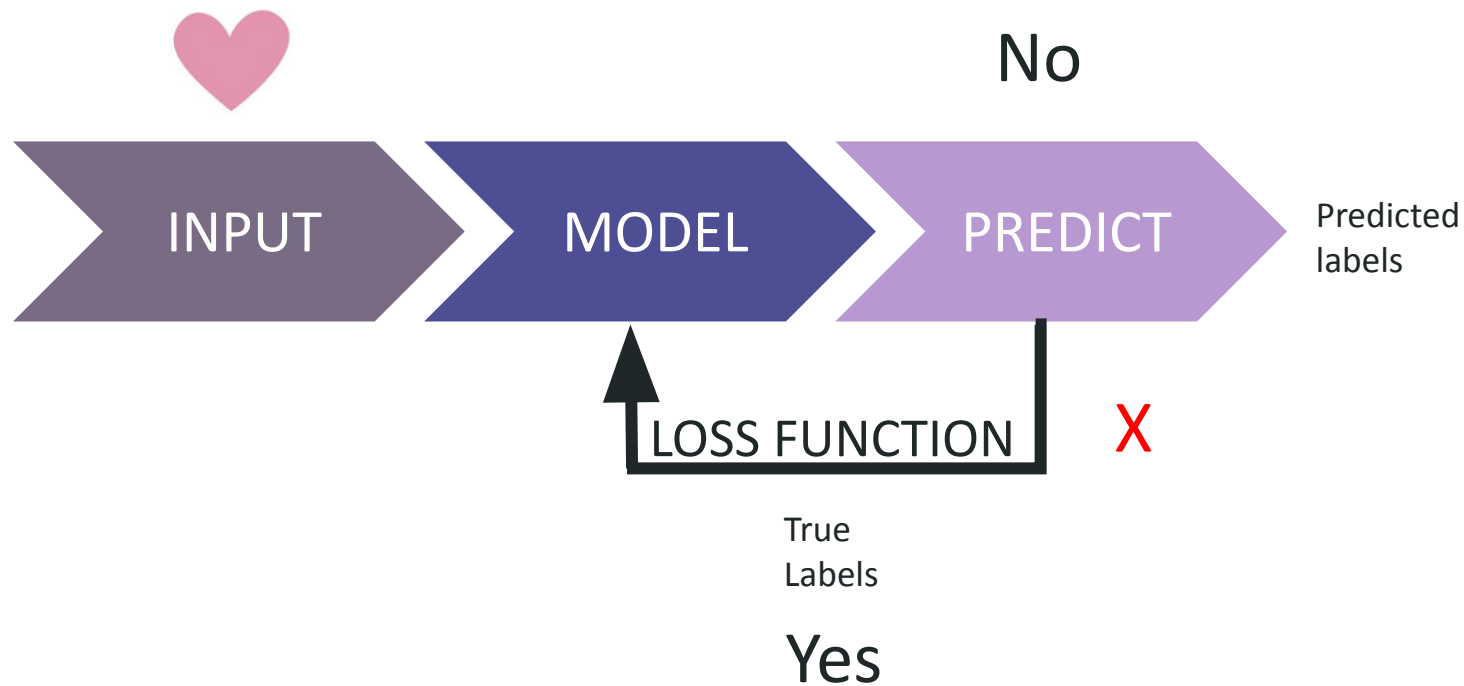 No
INPUT
MODEL
PREDICT
Predicted
labels
LOSS FUNCTION
X
True
Labels
Yes